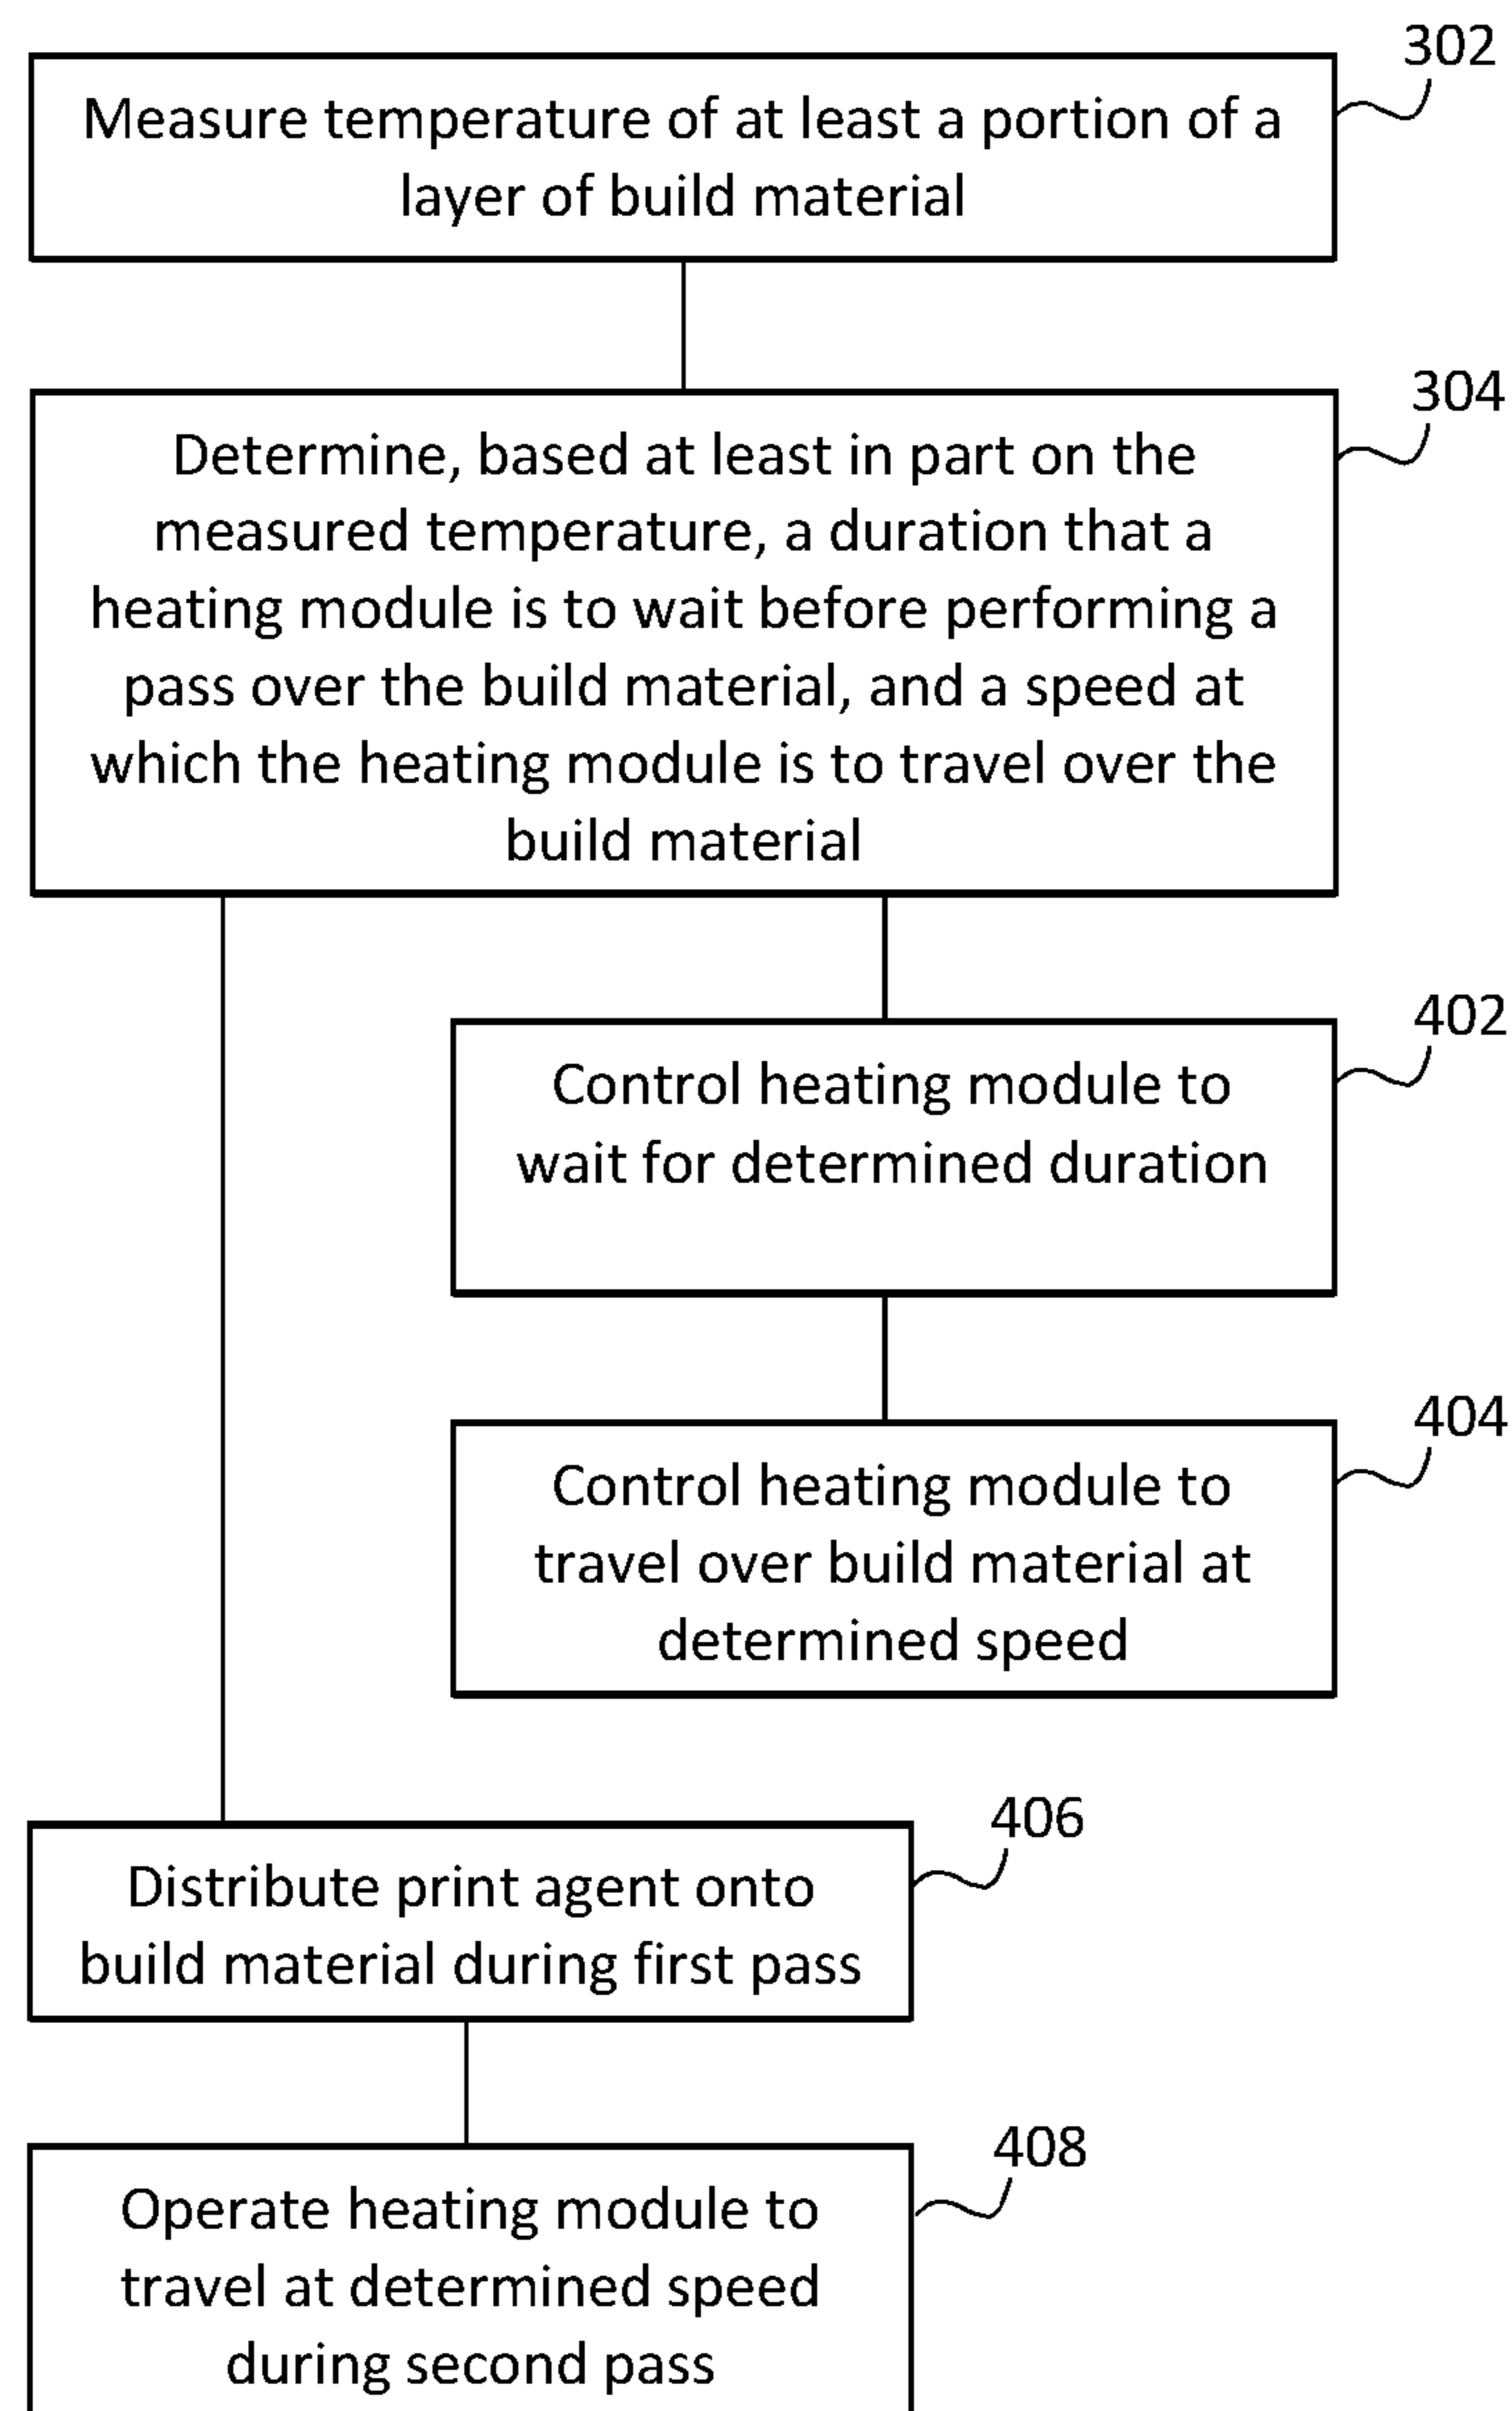 302
Measure temperature of at least a portion of a
layer of build material
304
Determine, based at least in part on the
measured temperature, a duration that a
heating module is to wait before performing a
pass over the build material, and a speed at
which the heating module is to travel over the
build material
402
Control heating module to
wait for determined duration
404
Control heating module to
travel over build material at
determined speed
406
Distribute print agent onto
build material during first pass
408
Operate heating module to
travel at determined speed
during second pass